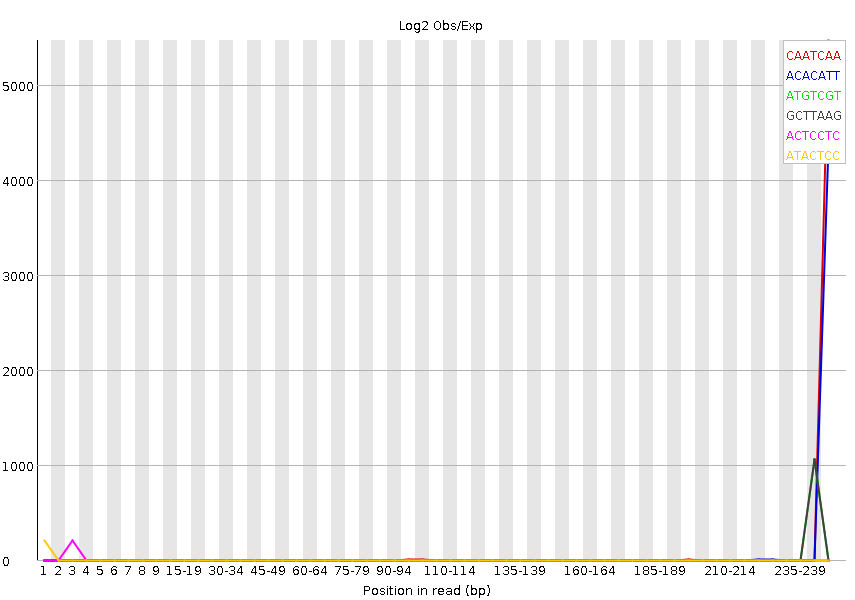 Log2 Obs/Exp
CAATCAA
ACACATT
ATGTCGT
GCTTAAG
ACTCCTC
ATACTCC
5000
4000
3000
2000
1000
0
1 2 3 4 5 6 7 8 9 15-19 30-34 45-49 60-64 75-79 90-94 110-114 135-139 160-164 185-189 210-214 235-239
Position in read (bp)